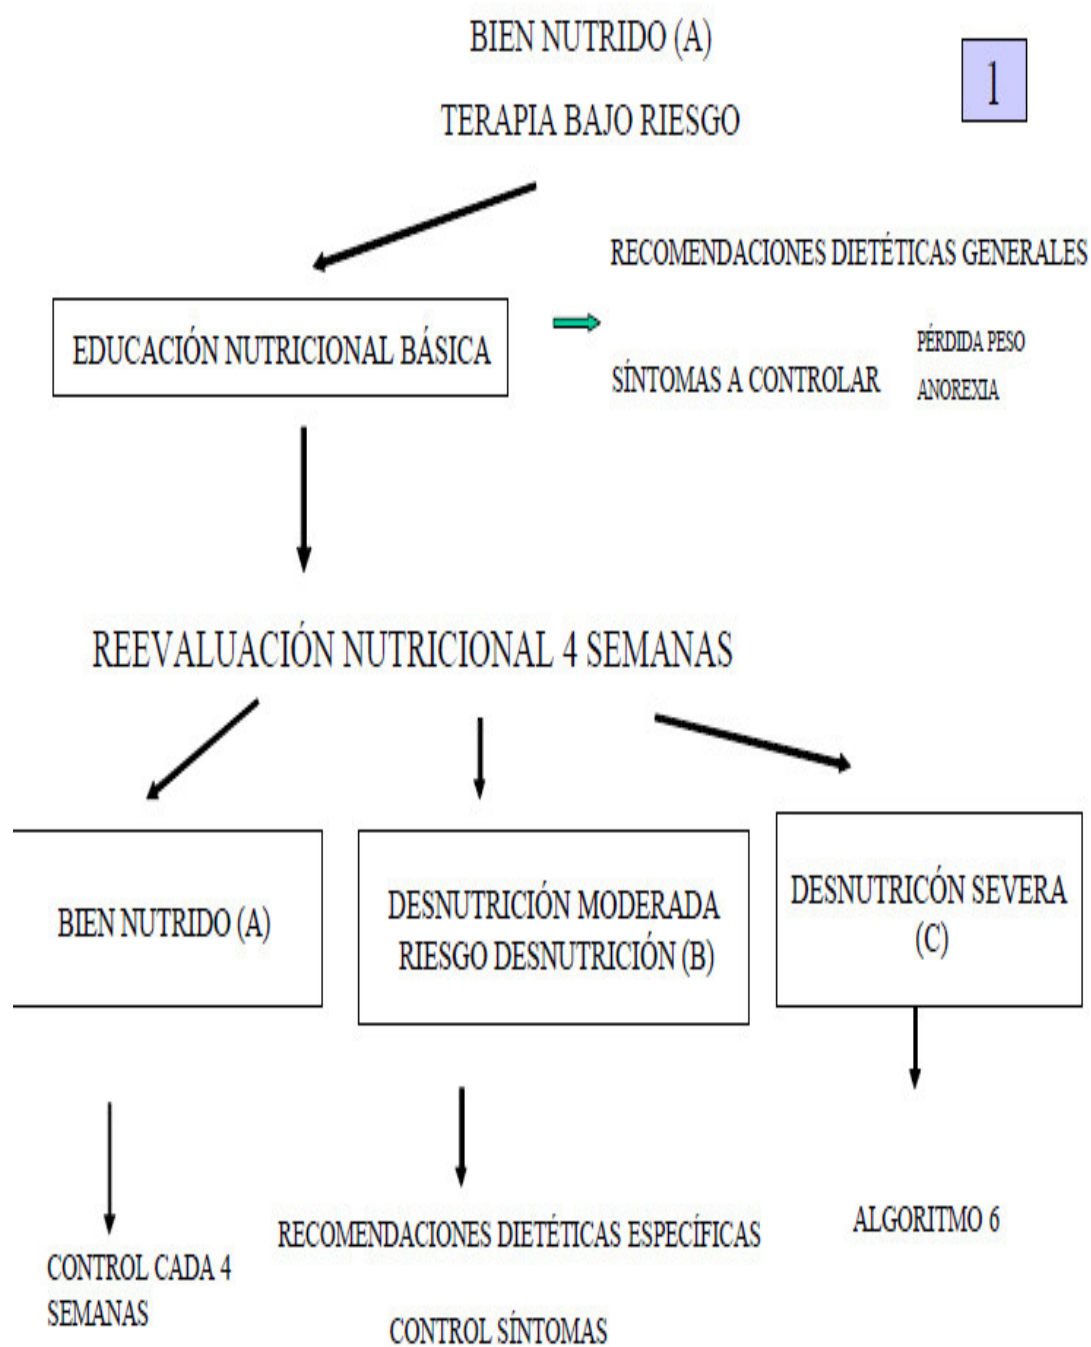 BIEN NUTRIDO (A)
1
TERAPIA BAJO RIESGO
RECOMENDACIONES DIETÉTICAS GENERALES
EDUCACIÓN NUTRICIONAL BÁSICA
SÍNTOMAS A CONTROLAR
PÉRDIDA PESO
ANOREXIA
REEVALUACIÓN NUTRICIONAL 4 SEMANAS
BIEN NUTRIDO (A)
DESNUTRICIÓN MODERADA
RIESGO DESNUTRICIÓN (B)
DESNUTRICÓN SEVERA
(C)
CONTROL CADA 4
SEMANAS
RECOMENDACIONES DIETÉTICAS ESPECÍFICAS
CONTROL SÍNTOMAS
ALGORITMO 6